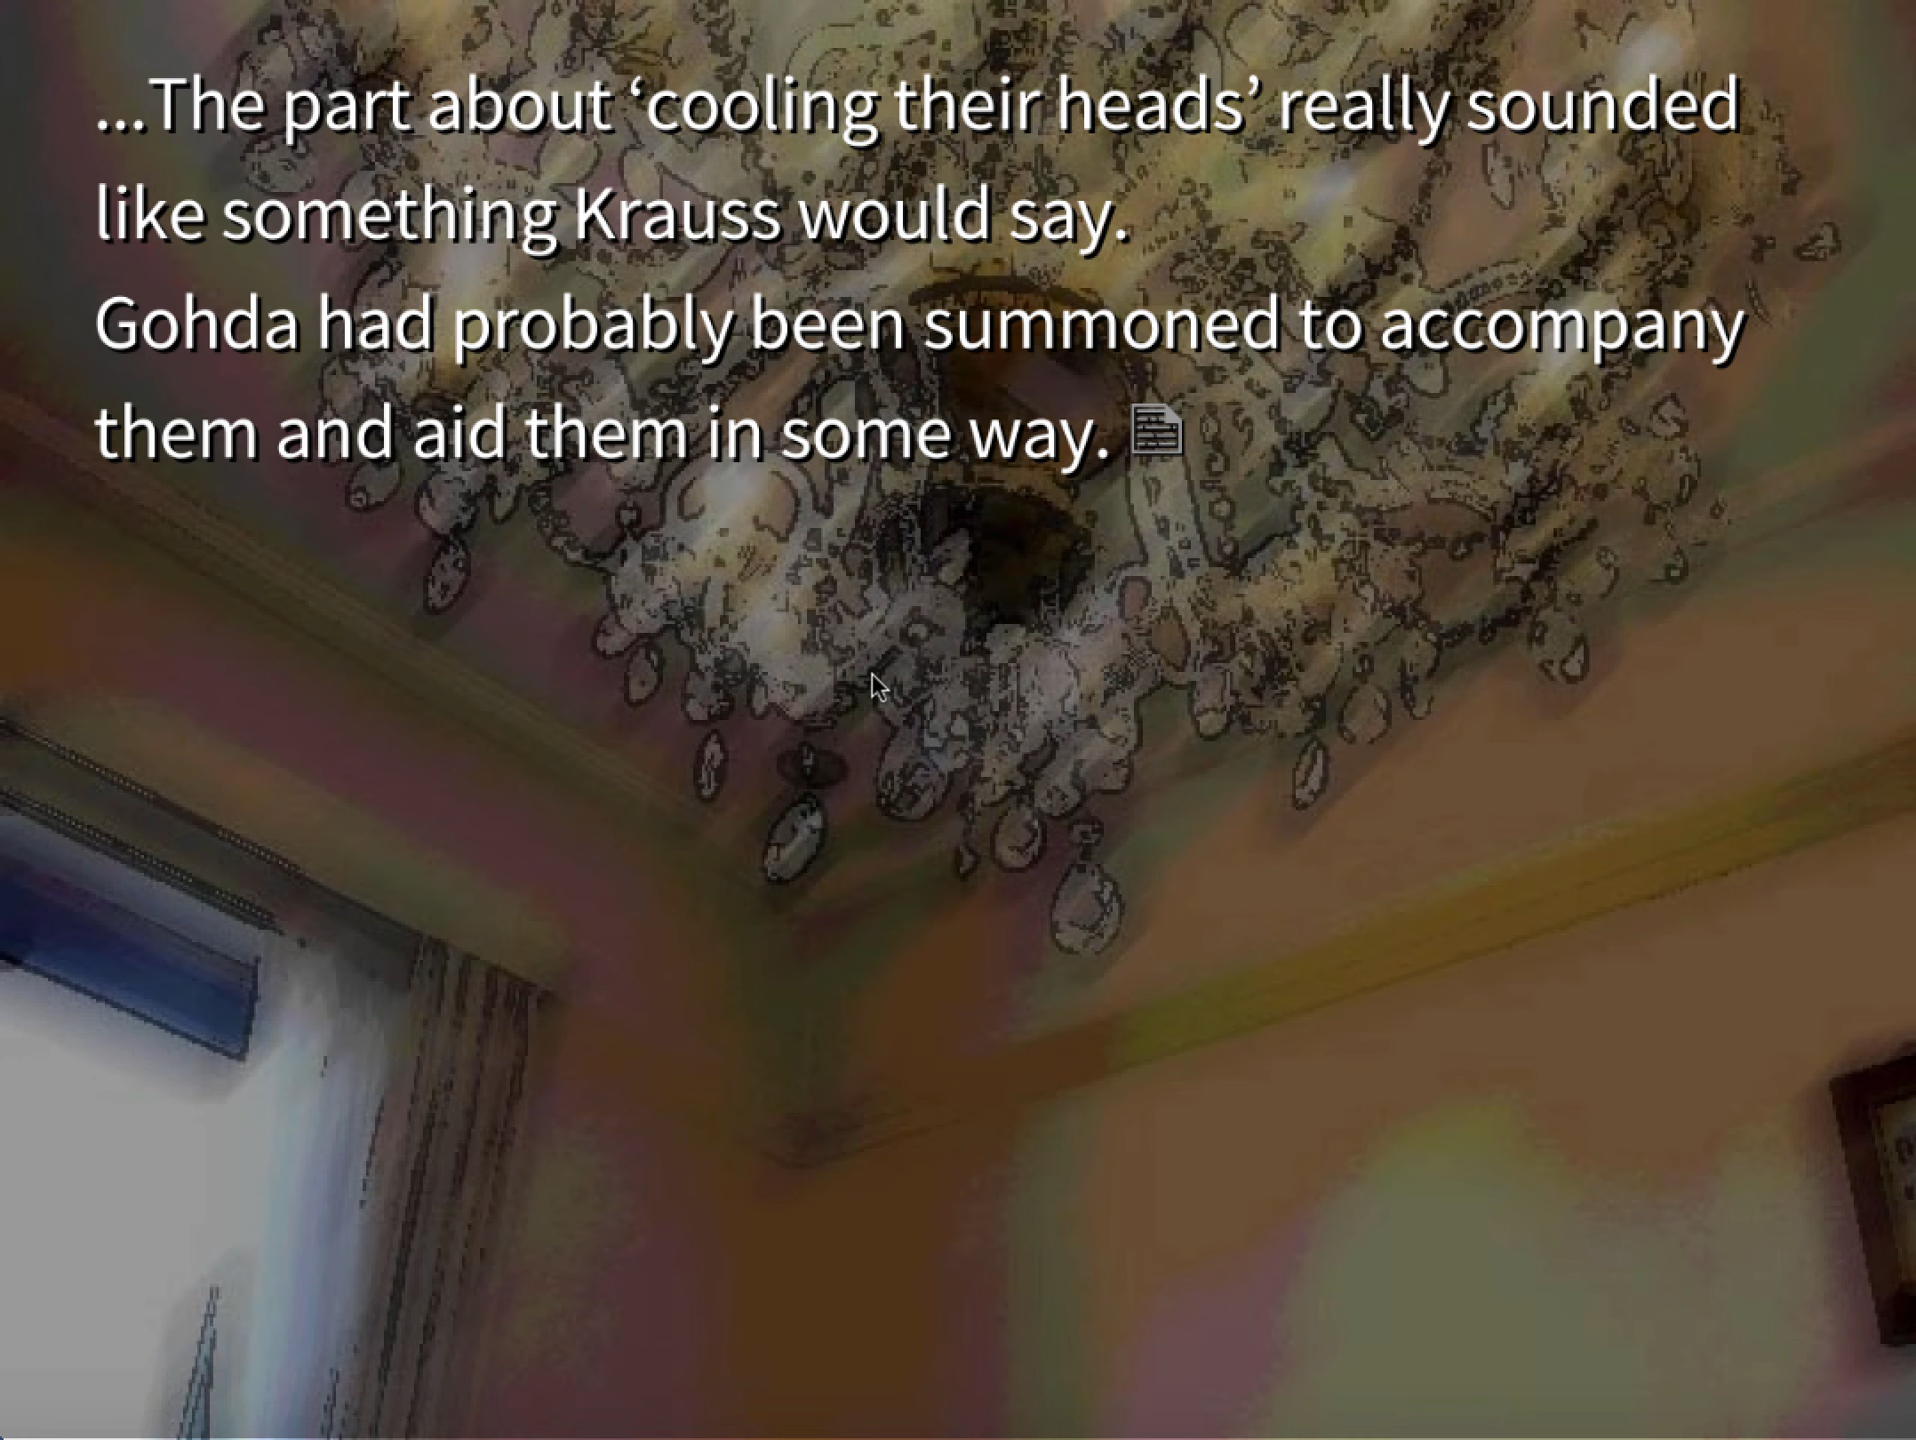 ...The part about ‘cooling their heads’ really sounded
like something Krauss would say.
Gohda had probably been summoned to accompany
them and aid them in some way.